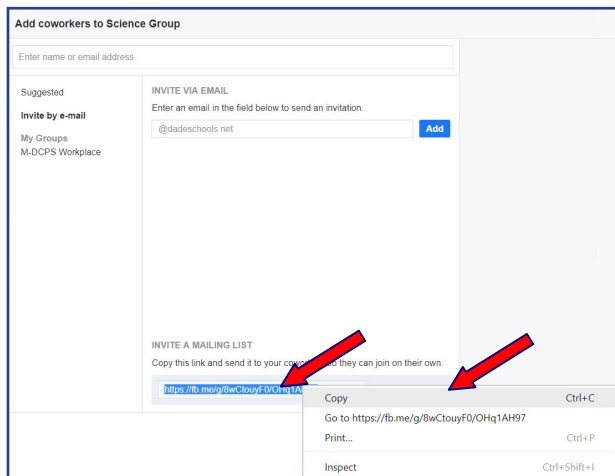 Add coworkers to Science Group
Enter name or email address
Suggested
Invite by e-mail
My Groups
M-DCPS Workplace
INVITE VIA EMAIL
Enter an email in the field below to send an invitation.
@dadeschools.net
Add
INVITE A MAILING LIST
Copy this link and send it to your so they can join on their own.
https://fb.me/g/8wCtouyF0/OHq1A
Copy Ctrl+C
Go to https://fb.me/g/8wCtouyF0/OHq1AH97
Print... Ctrl+P
Inspect Ctrl+Shift+I